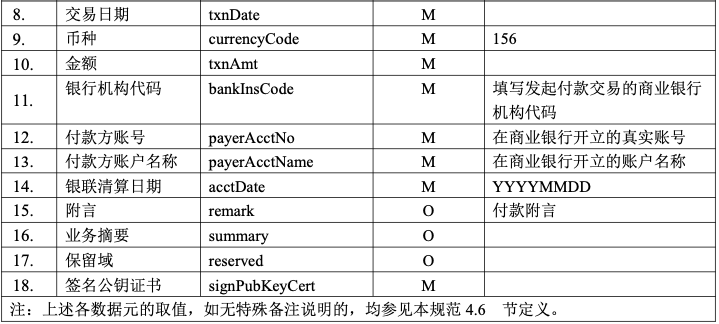 8. 交易日期 txnDate M
9. 币种 currencyCode M 156
10. 金额 txnAmt M
11. 银行机构代码 bankInsCode M 填写发起付款交易的商业银行
机构代码
12. 付款方账号 payerAcctNo M 在商业银行开立的真实账号
13. 付款方账户名称 payerAcctName M 在商业银行开立的账户名称
14. 银联清算日期 acctDate M YYYYMMDD
15. 附言 remark O 付款附言
16. 业务摘要 summary O
17. 保留域 reserved O
18. 签名公钥证书 signPubKeyCert M
注：上述各数据元的取值，如无特殊备注说明的，均参见本规范 4.6 节定义。